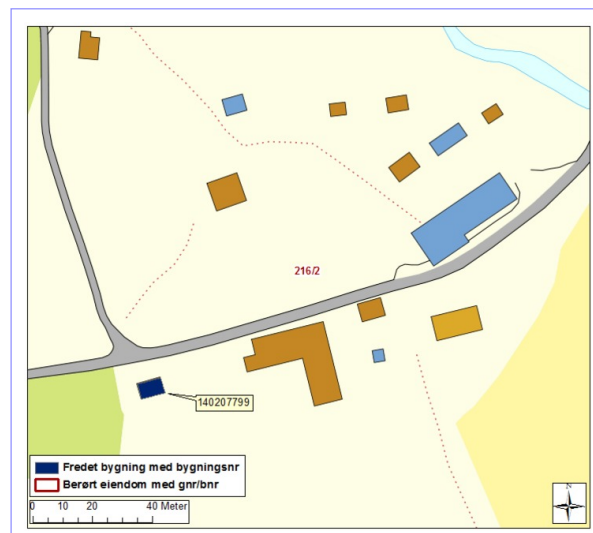 216/2
140207799
Fredet bygning med bygningsnr
Berørt eiendom med gnr/bnr
0 10 20 40 Meter
N